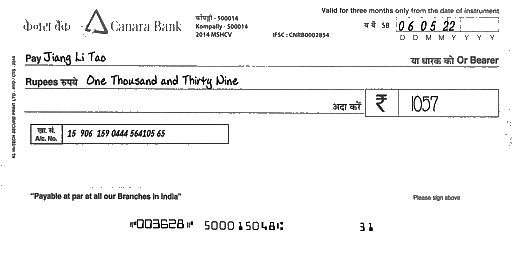 Valid for three months only from the date of instrument
केनरा बैंक Canara Bank
कोंपल्ली - 500014
Kompally - 500014
2014 MSHCV
IFSC : CNRB0002854
SB 06 05 22
D D M M Y Y Y Y
Pay Jiang Li Tao या धारक को Or Bearer
Rupees रुपये One Thousand and Thirty Nine
अदा करें ₹ 1057
खा. सं.
A/c. No. 15 906 159 0444 564105 65
"Payable at par at all our Branches in India"
Please sign above
⑈003628⑈ 500015048⑆ 31